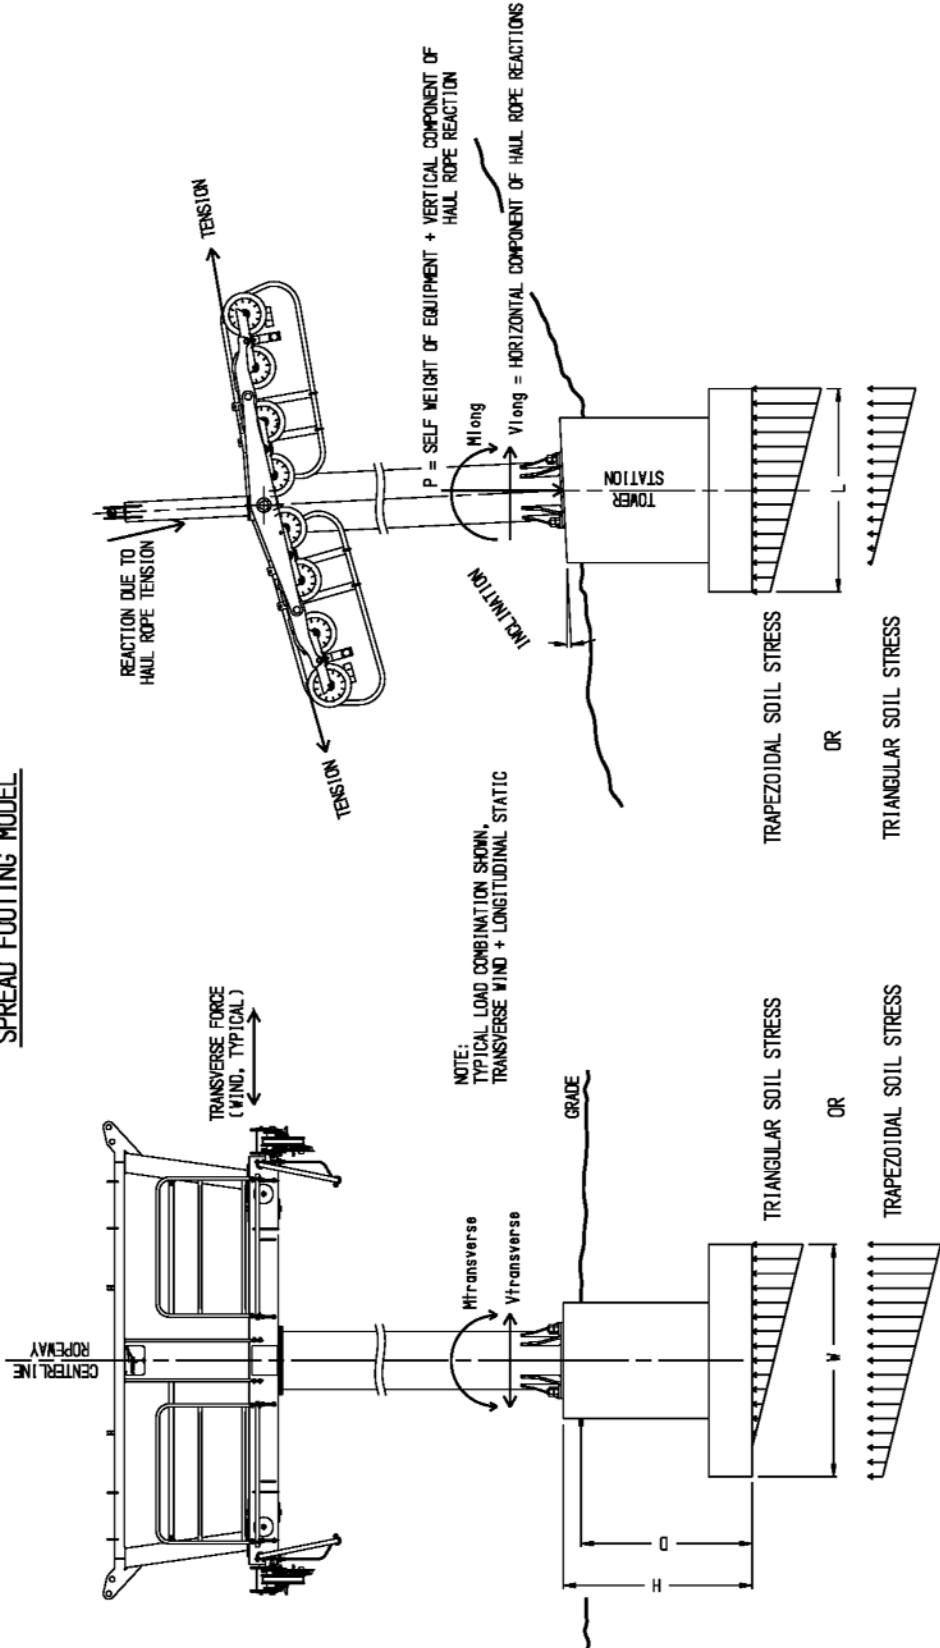 SPREAD FOOTING MODEL
CENTERLINE
ROPEWAY
TRANSVERSE FORCE
(WIND, TYPICAL)
NOTE:
TYPICAL LOAD COMBINATION SHOWN,
TRANSVERSE WIND + LONGITUDINAL STATIC
Mtransverse
Vtransverse
GRADE
H
D
W
TRIANGULAR SOIL STRESS
OR
TRAPEZOIDAL SOIL STRESS
REACTION DUE TO
HAUL ROPE TENSION
TENSION
TENSION
P = SELF WEIGHT OF EQUIPMENT + VERTICAL COMPONENT OF
HAUL ROPE REACTION
Mlong
Vlong = HORIZONTAL COMPONENT OF HAUL ROPE REACTIONS
INCLINATION
TOWER
STATION
L
TRAPEZOIDAL SOIL STRESS
OR
TRIANGULAR SOIL STRESS